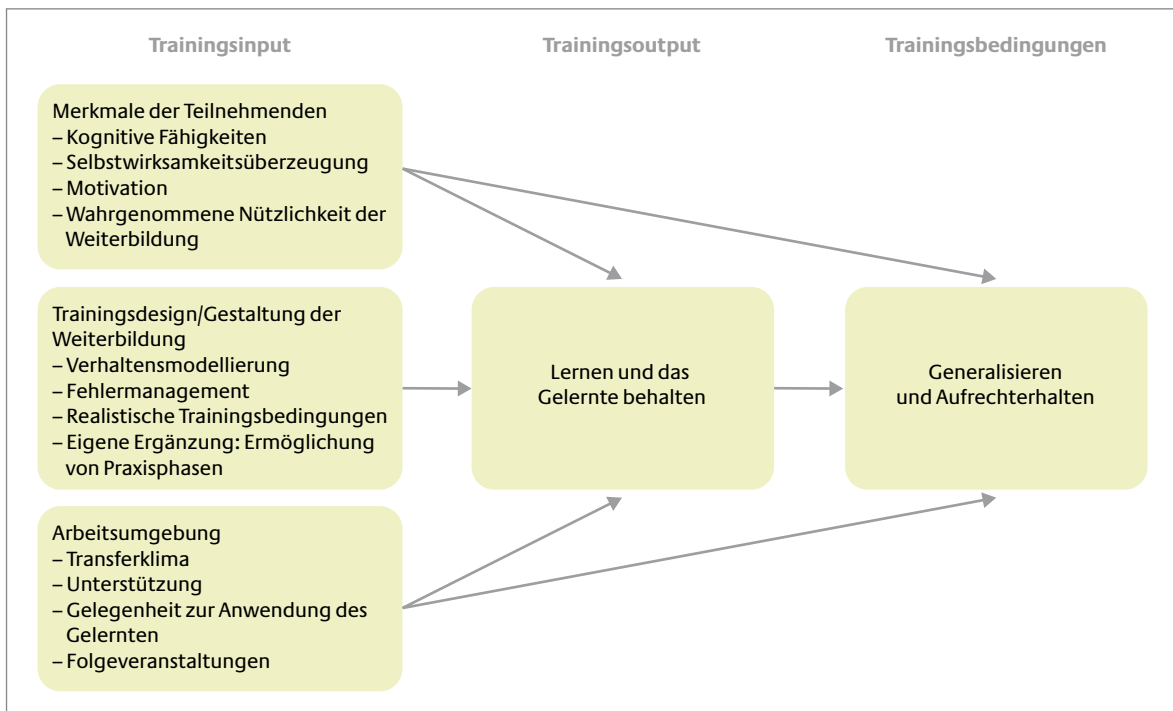 Trainingsinput
Trainingsoutput
Trainingsbedingungen
Merkmale der Teilnehmenden
– Kognitive Fähigkeiten
– Selbstwirksamkeitsüberzeugung
– Motivation
– Wahrgenommene Nützlichkeit der
Weiterbildung
Trainingsdesign/Gestaltung der
Weiterbildung
– Verhaltensmodellierung
– Fehlermanagement
– Realistische Trainingsbedingungen
– Eigene Ergänzung: Ermöglichung
von Praxisphasen
Arbeitsumgebung
– Transferklima
– Unterstützung
– Gelegenheit zur Anwendung des
Gelernten
– Folgeveranstaltungen
Lernen und das
Gelernte behalten
Generalisieren
und Aufrechterhalten